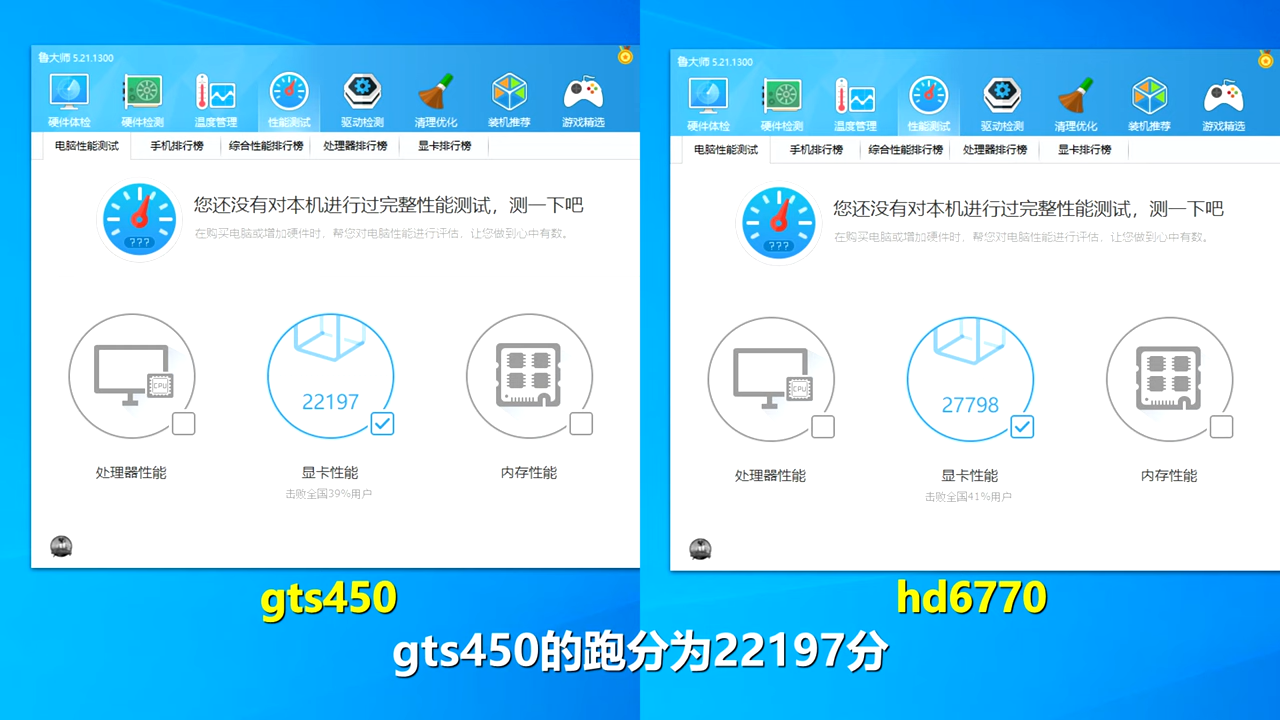 鲁大师 5.21.1300
硬件体检 硬件检测 温度管理 性能测试 驱动检测 清理优化 装机推荐 游戏精选
电脑性能测试 手机排行榜 综合性能排行榜 处理器排行榜 显卡排行榜
您还没有对本机进行过完整性能测试，测一下吧
在购买电脑或增加硬件时，帮您对电脑性能进行评估，让您做到心中有数。
???
CPU
22197
处理器性能 显卡性能 内存性能
击败全国39%用户
gts450
鲁大师 5.21.1300
硬件体检 硬件检测 温度管理 性能测试 驱动检测 清理优化 装机推荐 游戏精选
电脑性能测试 手机排行榜 综合性能排行榜 处理器排行榜 显卡排行榜
您还没有对本机进行过完整性能测试，测一下吧
在购买电脑或增加硬件时，帮您对电脑性能进行评估，让您做到心中有数。
???
CPU
27798
处理器性能 显卡性能 内存性能
击败全国41%用户
hd6770
gts450的跑分为22197分